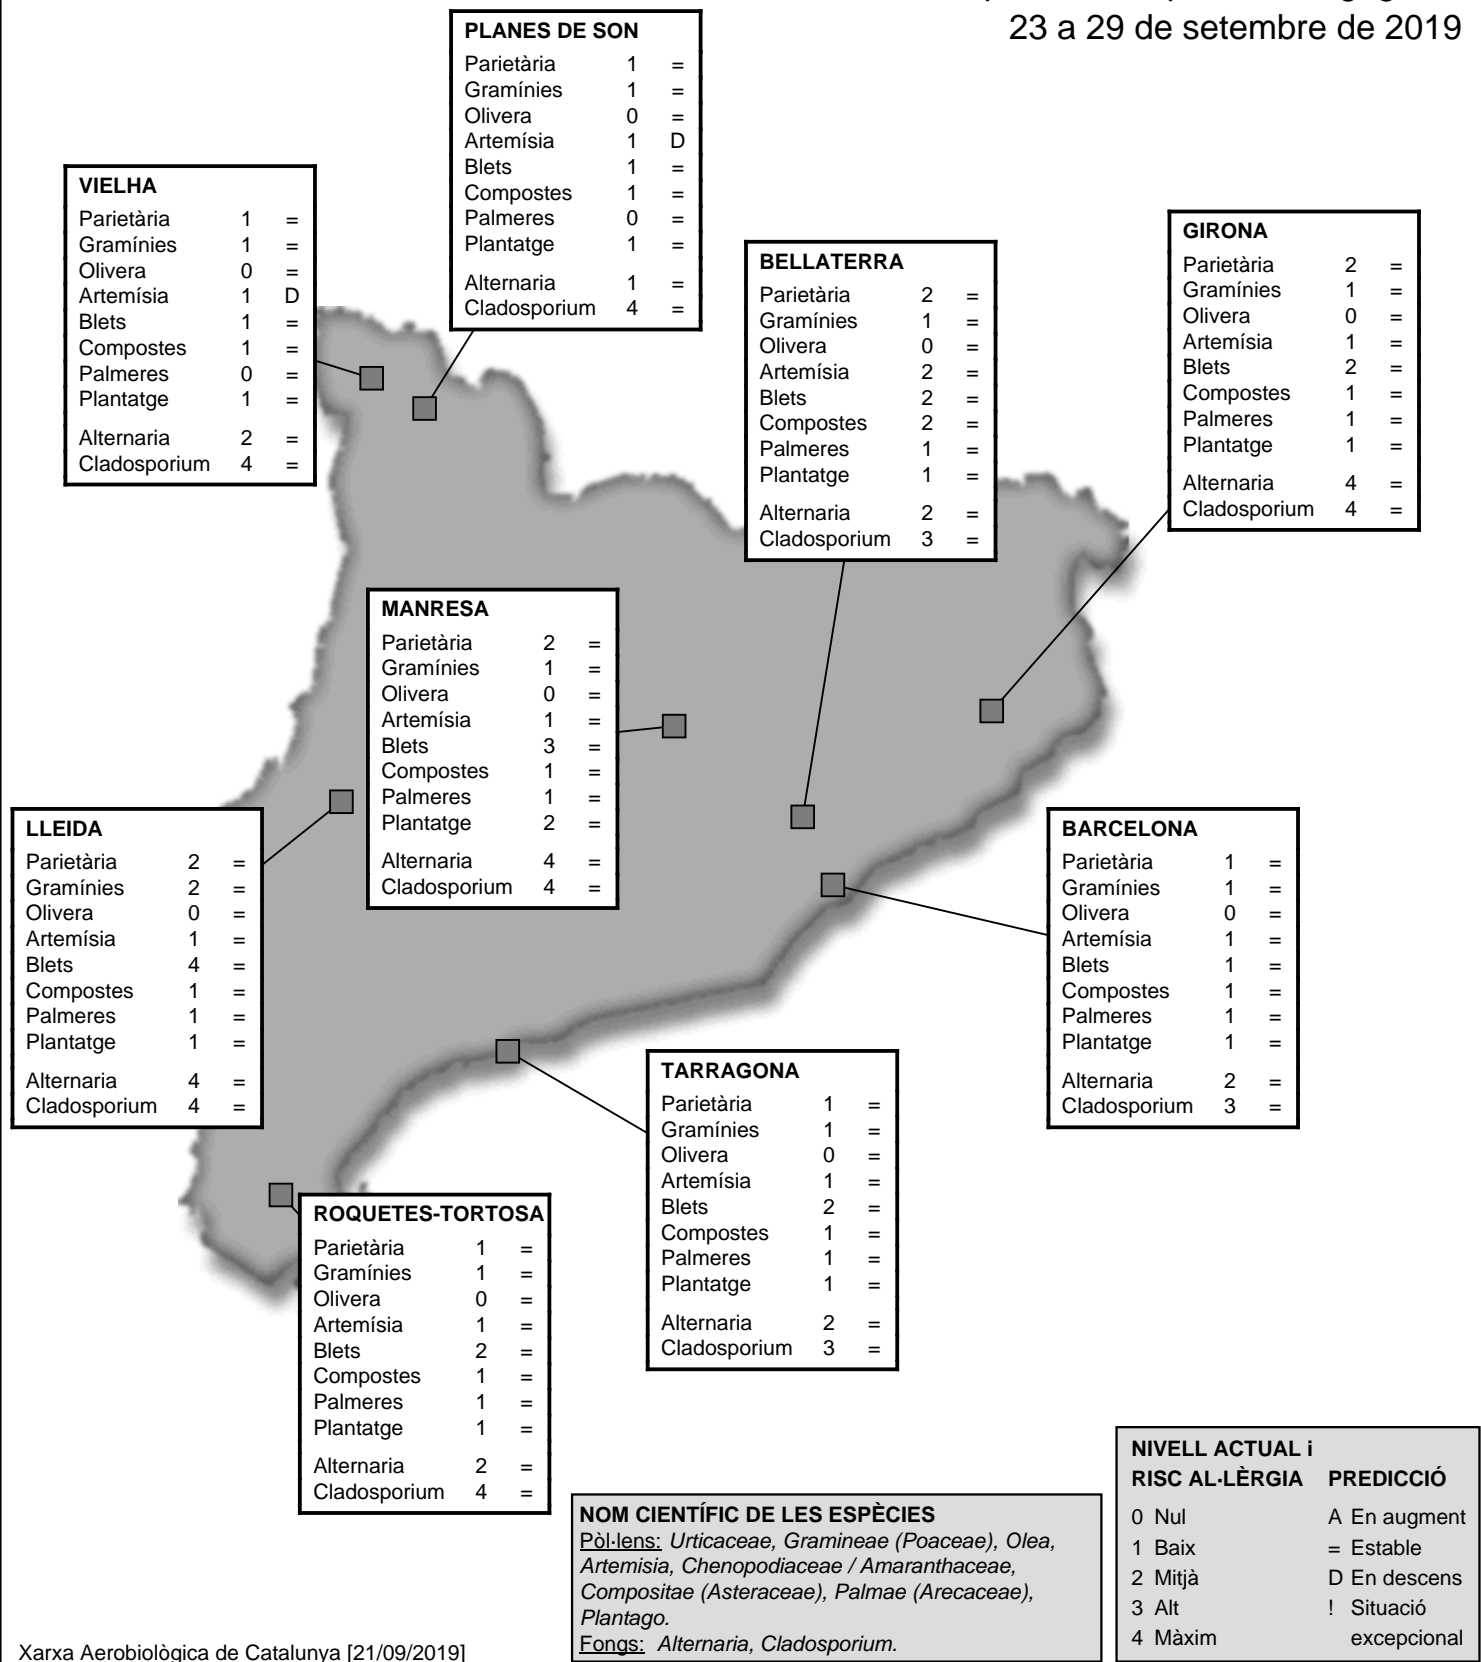 23 a 29 de setembre de 2019
PLANES DE SON
Parietària 1 =
Gramínies 1 =
Olivera 0 =
Artemísia 1 D
Blets 1 =
Compostes 1 =
Palmeres 0 =
Plantatge 1 =
Alternaria 1 =
Cladosporium 4 =
VIELHA
Parietària 1 =
Gramínies 1 =
Olivera 0 =
Artemísia 1 D
Blets 1 =
Compostes 1 =
Palmeres 0 =
Plantatge 1 =
Alternaria 2 =
Cladosporium 4 =
BELLATERRA
Parietària 2 =
Gramínies 1 =
Olivera 0 =
Artemísia 2 =
Blets 2 =
Compostes 2 =
Palmeres 1 =
Plantatge 1 =
Alternaria 2 =
Cladosporium 3 =
GIRONA
Parietària 2 =
Gramínies 1 =
Olivera 0 =
Artemísia 1 =
Blets 2 =
Compostes 1 =
Palmeres 1 =
Plantatge 1 =
Alternaria 4 =
Cladosporium 4 =
MANRESA
Parietària 2 =
Gramínies 1 =
Olivera 0 =
Artemísia 1 =
Blets 3 =
Compostes 1 =
Palmeres 1 =
Plantatge 2 =
Alternaria 4 =
Cladosporium 4 =
LLEIDA
Parietària 2 =
Gramínies 2 =
Olivera 0 =
Artemísia 1 =
Blets 4 =
Compostes 1 =
Palmeres 1 =
Plantatge 1 =
Alternaria 4 =
Cladosporium 4 =
BARCELONA
Parietària 1 =
Gramínies 1 =
Olivera 0 =
Artemísia 1 =
Blets 1 =
Compostes 1 =
Palmeres 1 =
Plantatge 1 =
Alternaria 2 =
Cladosporium 3 =
TARRAGONA
Parietària 1 =
Gramínies 1 =
Olivera 0 =
Artemísia 1 =
Blets 2 =
Compostes 1 =
Palmeres 1 =
Plantatge 1 =
Alternaria 2 =
Cladosporium 3 =
ROQUETES-TORTOSA
Parietària 1 =
Gramínies 1 =
Olivera 0 =
Artemísia 1 =
Blets 2 =
Compostes 1 =
Palmeres 1 =
Plantatge 1 =
Alternaria 2 =
Cladosporium 4 =
NOM CIENTÍFIC DE LES ESPÈCIES
Pòl·lens: Urticaceae, Gramineae (Poaceae), Olea,
Artemisia, Chenopodiaceae / Amaranthaceae,
Compositae (Asteraceae), Palmae (Arecaceae),
Plantago.
Fongs: Alternaria, Cladosporium.
NIVELL ACTUAL i
RISC AL·LÈRGIA PREDICCIÓ
0 Nul A En augment
1 Baix = Estable
2 Mitjà D En descens
3 Alt ! Situació
4 Màxim excepcional
Xarxa Aerobiològica de Catalunya [21/09/2019]